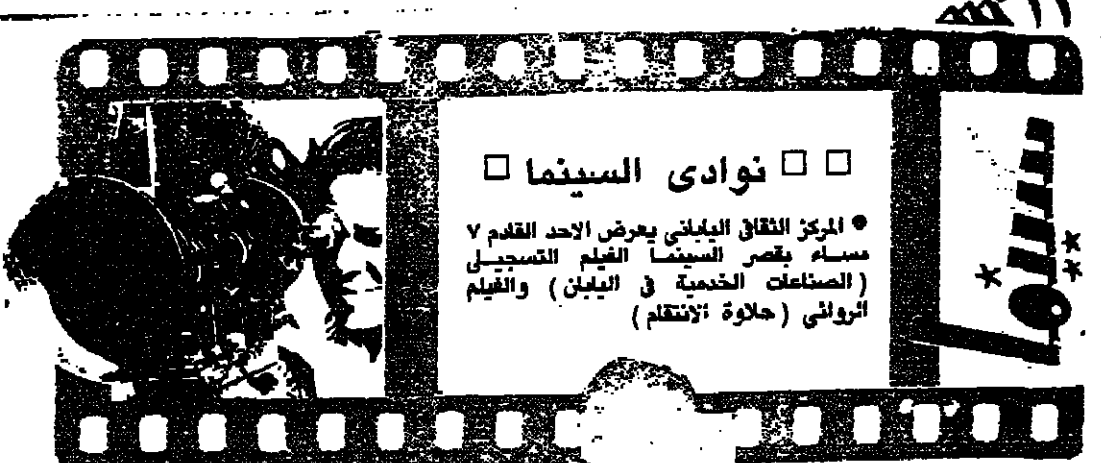 □ □ نوادى السينما □
● المركز الثقافى اليابانى يعرض الاحد القادم ٧
مساء بقصر السينما الفيلم التسجيلى
(الصناعات الخدمية فى اليابان) والفيلم
الروائى (حلاوة الانتقام)